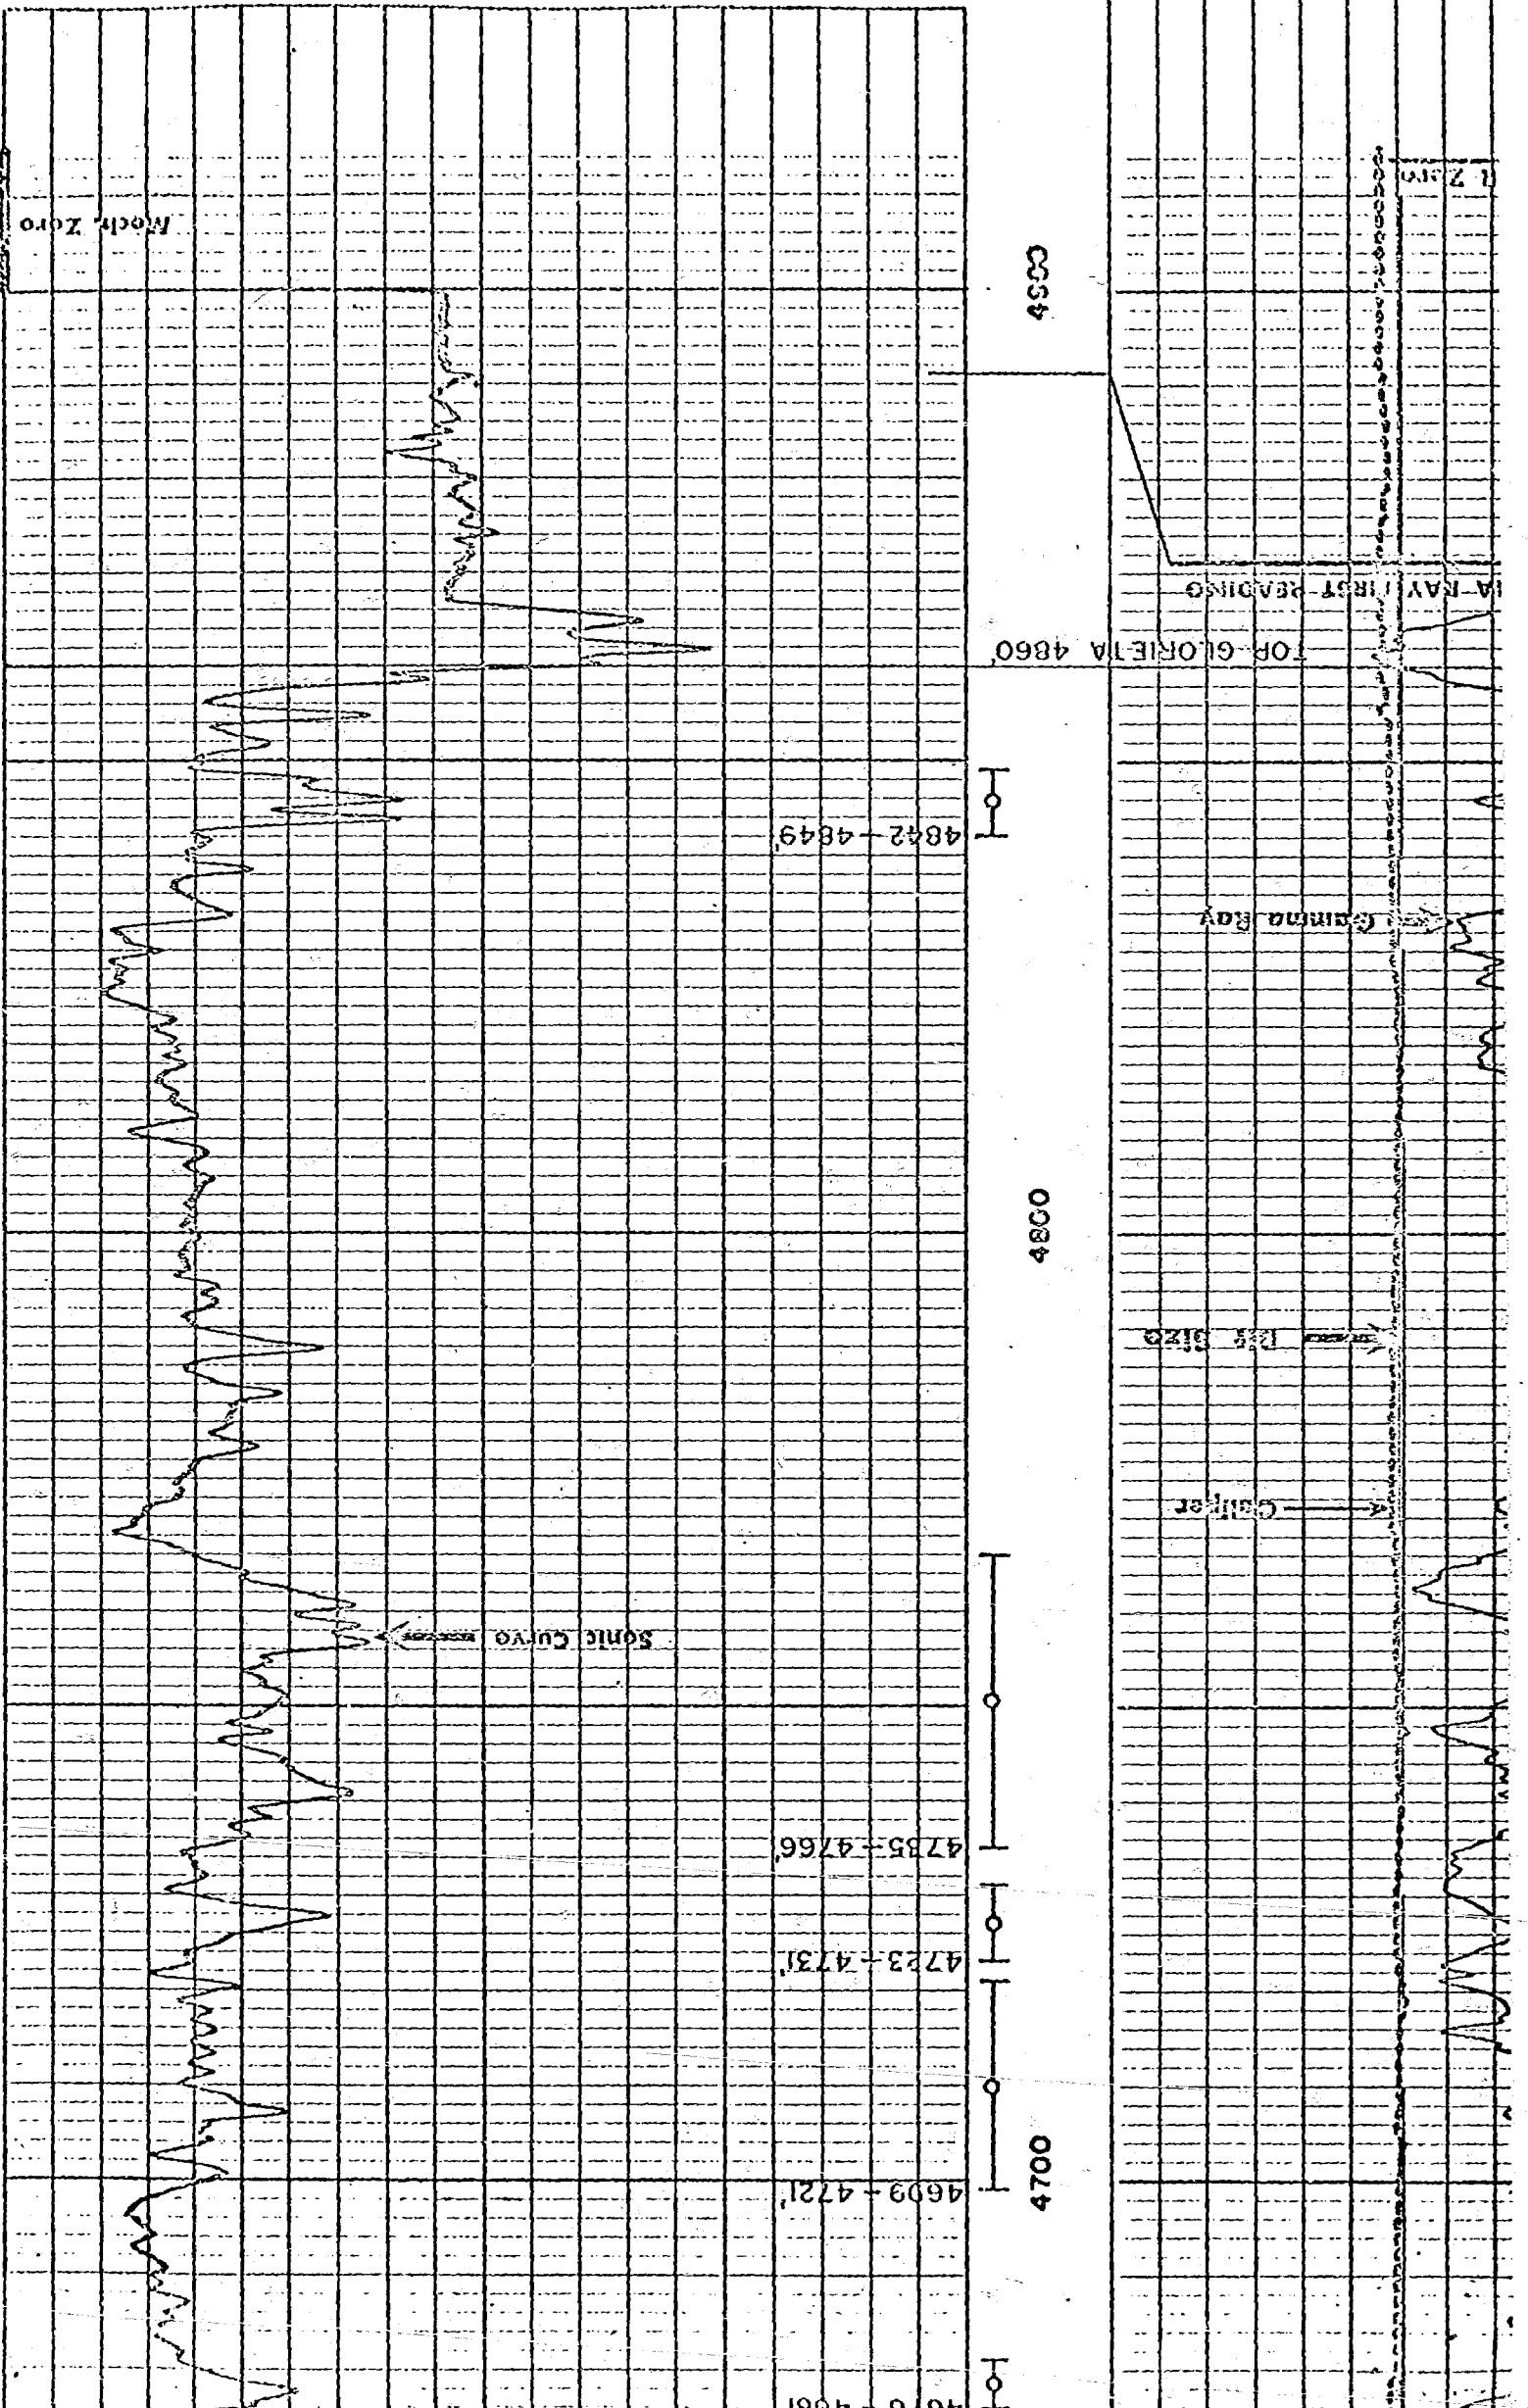 4700
4699-4721'
4723-4731'
4735-4766'
Sonic Curve
Caliper
Bit Size
4800
Gamma Ray
4842-4849'
TOP GLORIETA 4860'
RAY FIRST READING
4900
Mech. Zero
Zero